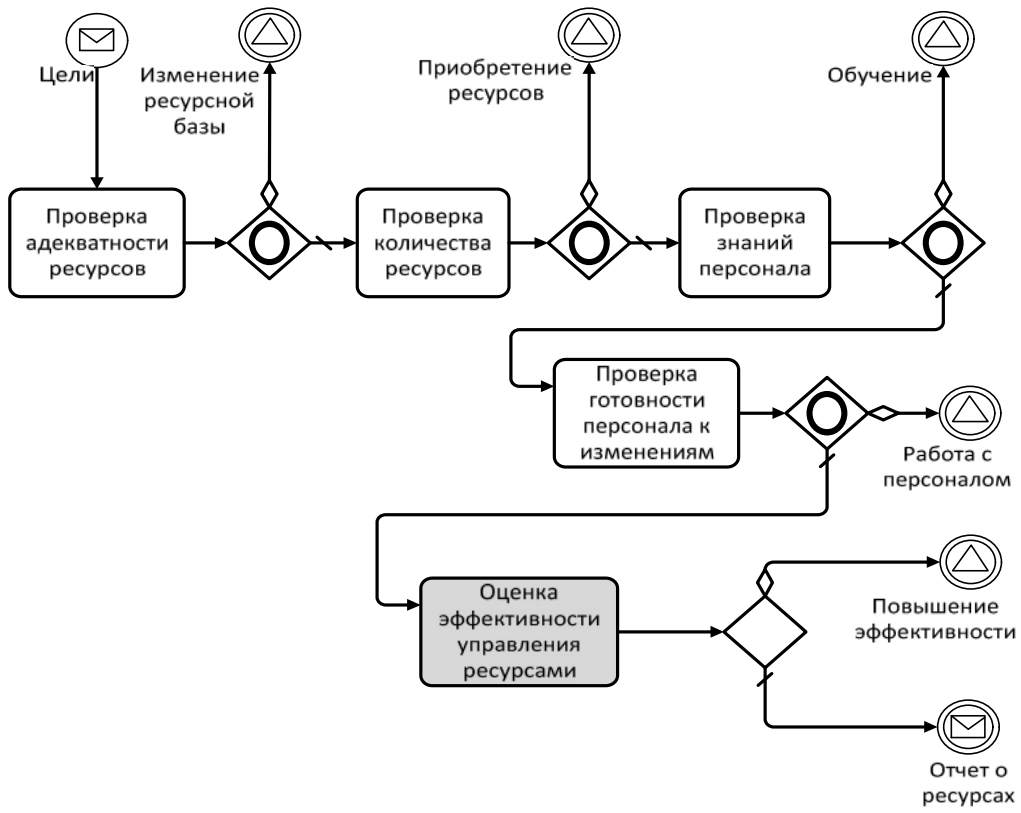 Цели
Изменение
ресурсной
базы
Приобретение
ресурсов
Обучение
Проверка
адекватности
ресурсов
Проверка
количества
ресурсов
Проверка
знаний
персонала
Проверка
готовности
персонала к
изменениям
Работа с
персоналом
Оценка
эффективности
управления
ресурсами
Повышение
эффективности
Отчет о
ресурсах